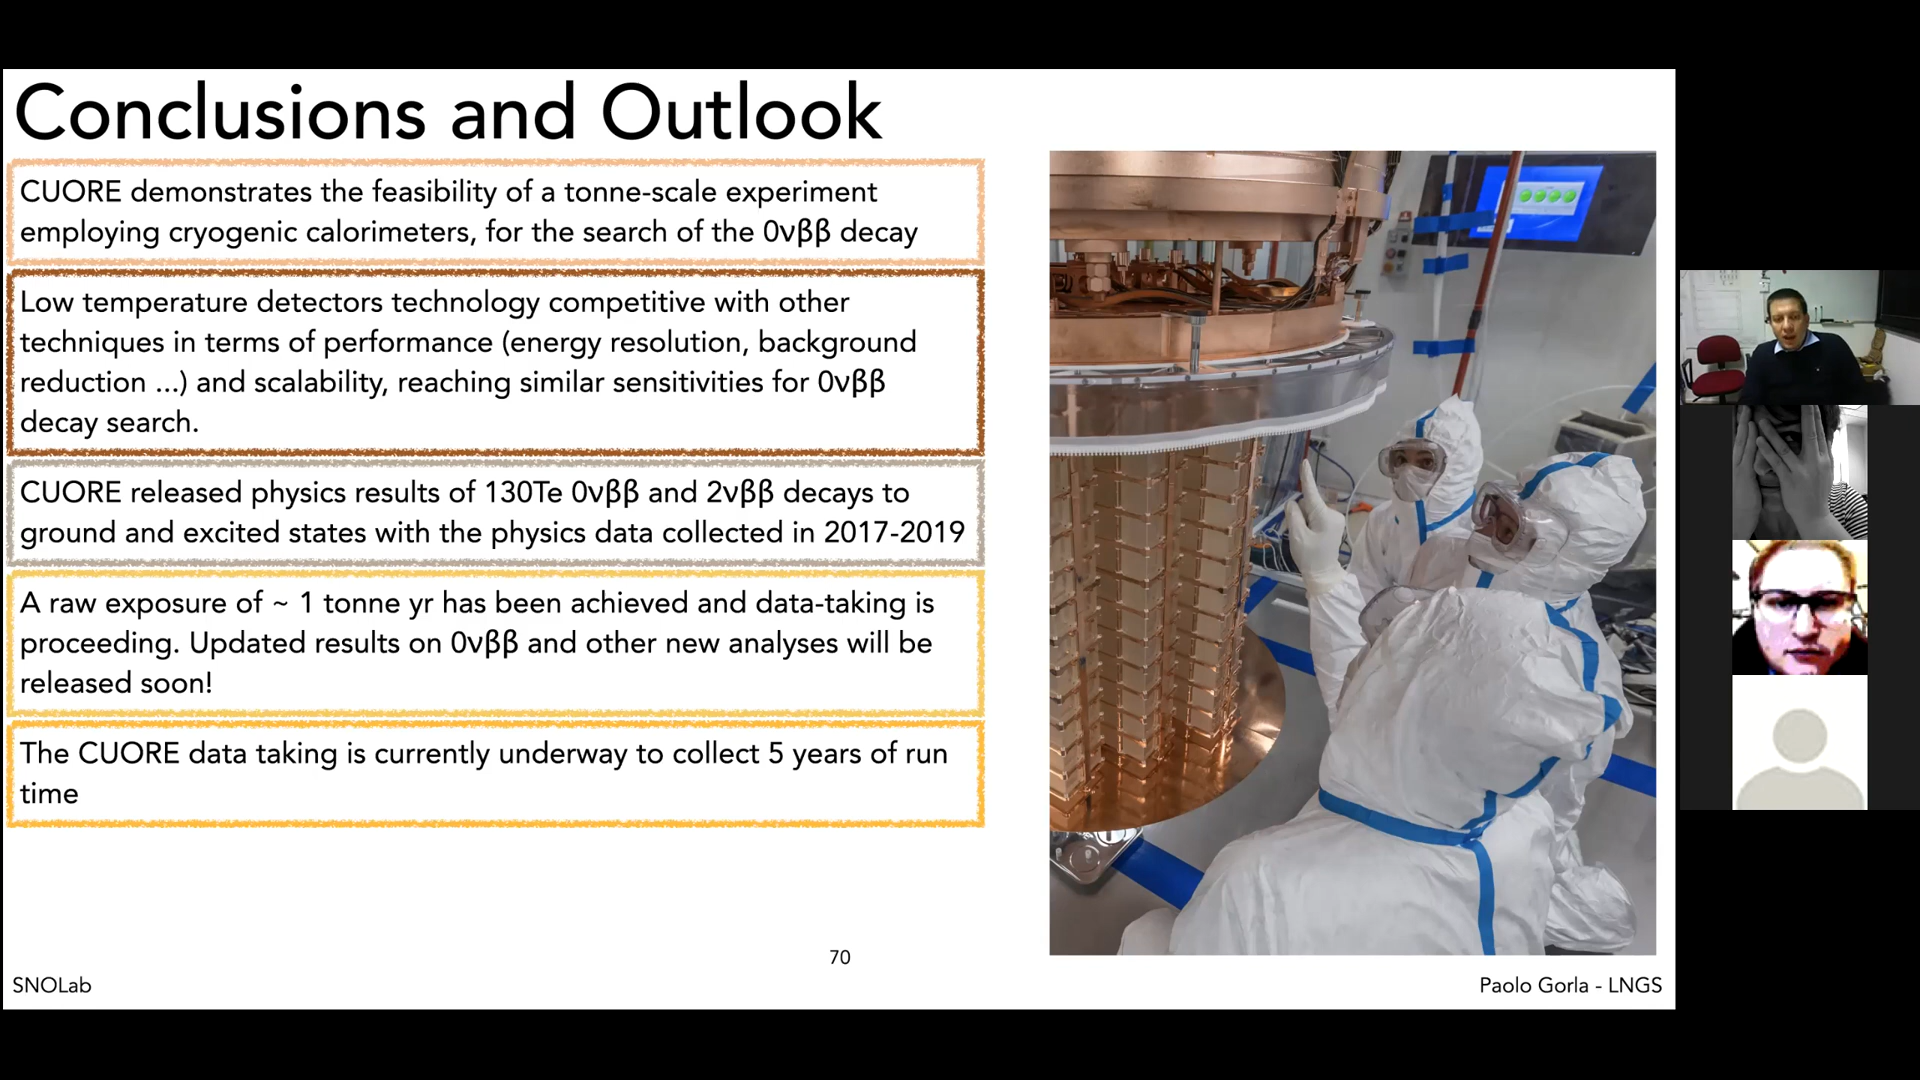 Conclusions and Outlook
CUORE demonstrates the feasibility of a tonne-scale experiment
employing cryogenic calorimeters, for the search of the 0νββ decay
Low temperature detectors technology competitive with other
techniques in terms of performance (energy resolution, background
reduction ...) and scalability, reaching similar sensitivities for 0νββ
decay search.
CUORE released physics results of 130Te 0νββ and 2νββ decays to
ground and excited states with the physics data collected in 2017-2019
A raw exposure of ~ 1 tonne yr has been achieved and data-taking is
proceeding. Updated results on 0νββ and other new analyses will be
released soon!
The CUORE data taking is currently underway to collect 5 years of run
time
70
SNOLab
Paolo Gorla - LNGS